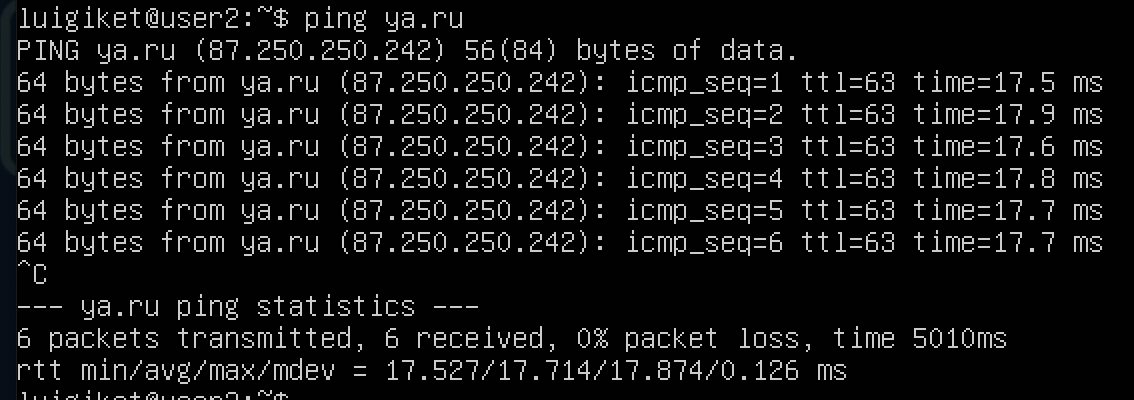 luigiket@user2:~$ ping ya.ru
PING ya.ru (87.250.250.242) 56(84) bytes of data.
64 bytes from ya.ru (87.250.250.242): icmp_seq=1 ttl=63 time=17.5 ms
64 bytes from ya.ru (87.250.250.242): icmp_seq=2 ttl=63 time=17.9 ms
64 bytes from ya.ru (87.250.250.242): icmp_seq=3 ttl=63 time=17.6 ms
64 bytes from ya.ru (87.250.250.242): icmp_seq=4 ttl=63 time=17.8 ms
64 bytes from ya.ru (87.250.250.242): icmp_seq=5 ttl=63 time=17.7 ms
64 bytes from ya.ru (87.250.250.242): icmp_seq=6 ttl=63 time=17.7 ms
^C
--- ya.ru ping statistics ---
6 packets transmitted, 6 received, 0% packet loss, time 5010ms
rtt min/avg/max/mdev = 17.527/17.714/17.874/0.126 ms
luigiket@user2:~$